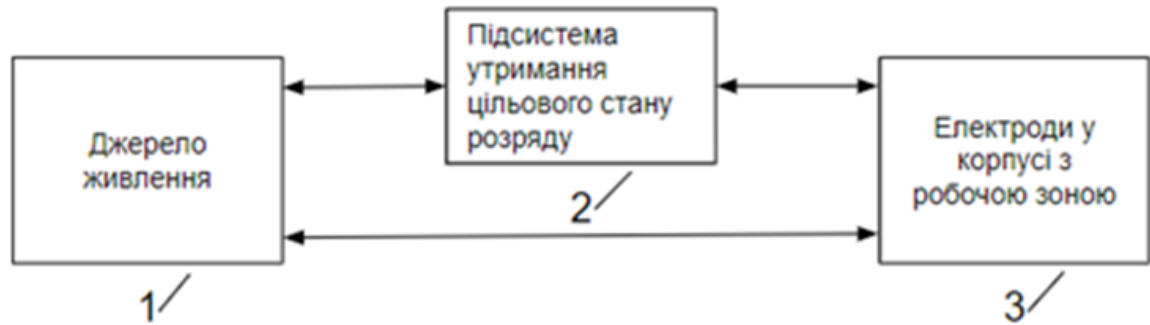 Підсистема
утримання
цільового стану
розряду
Джерело
живлення
Електроди у
корпусі з
робочою зоною
2
1
3